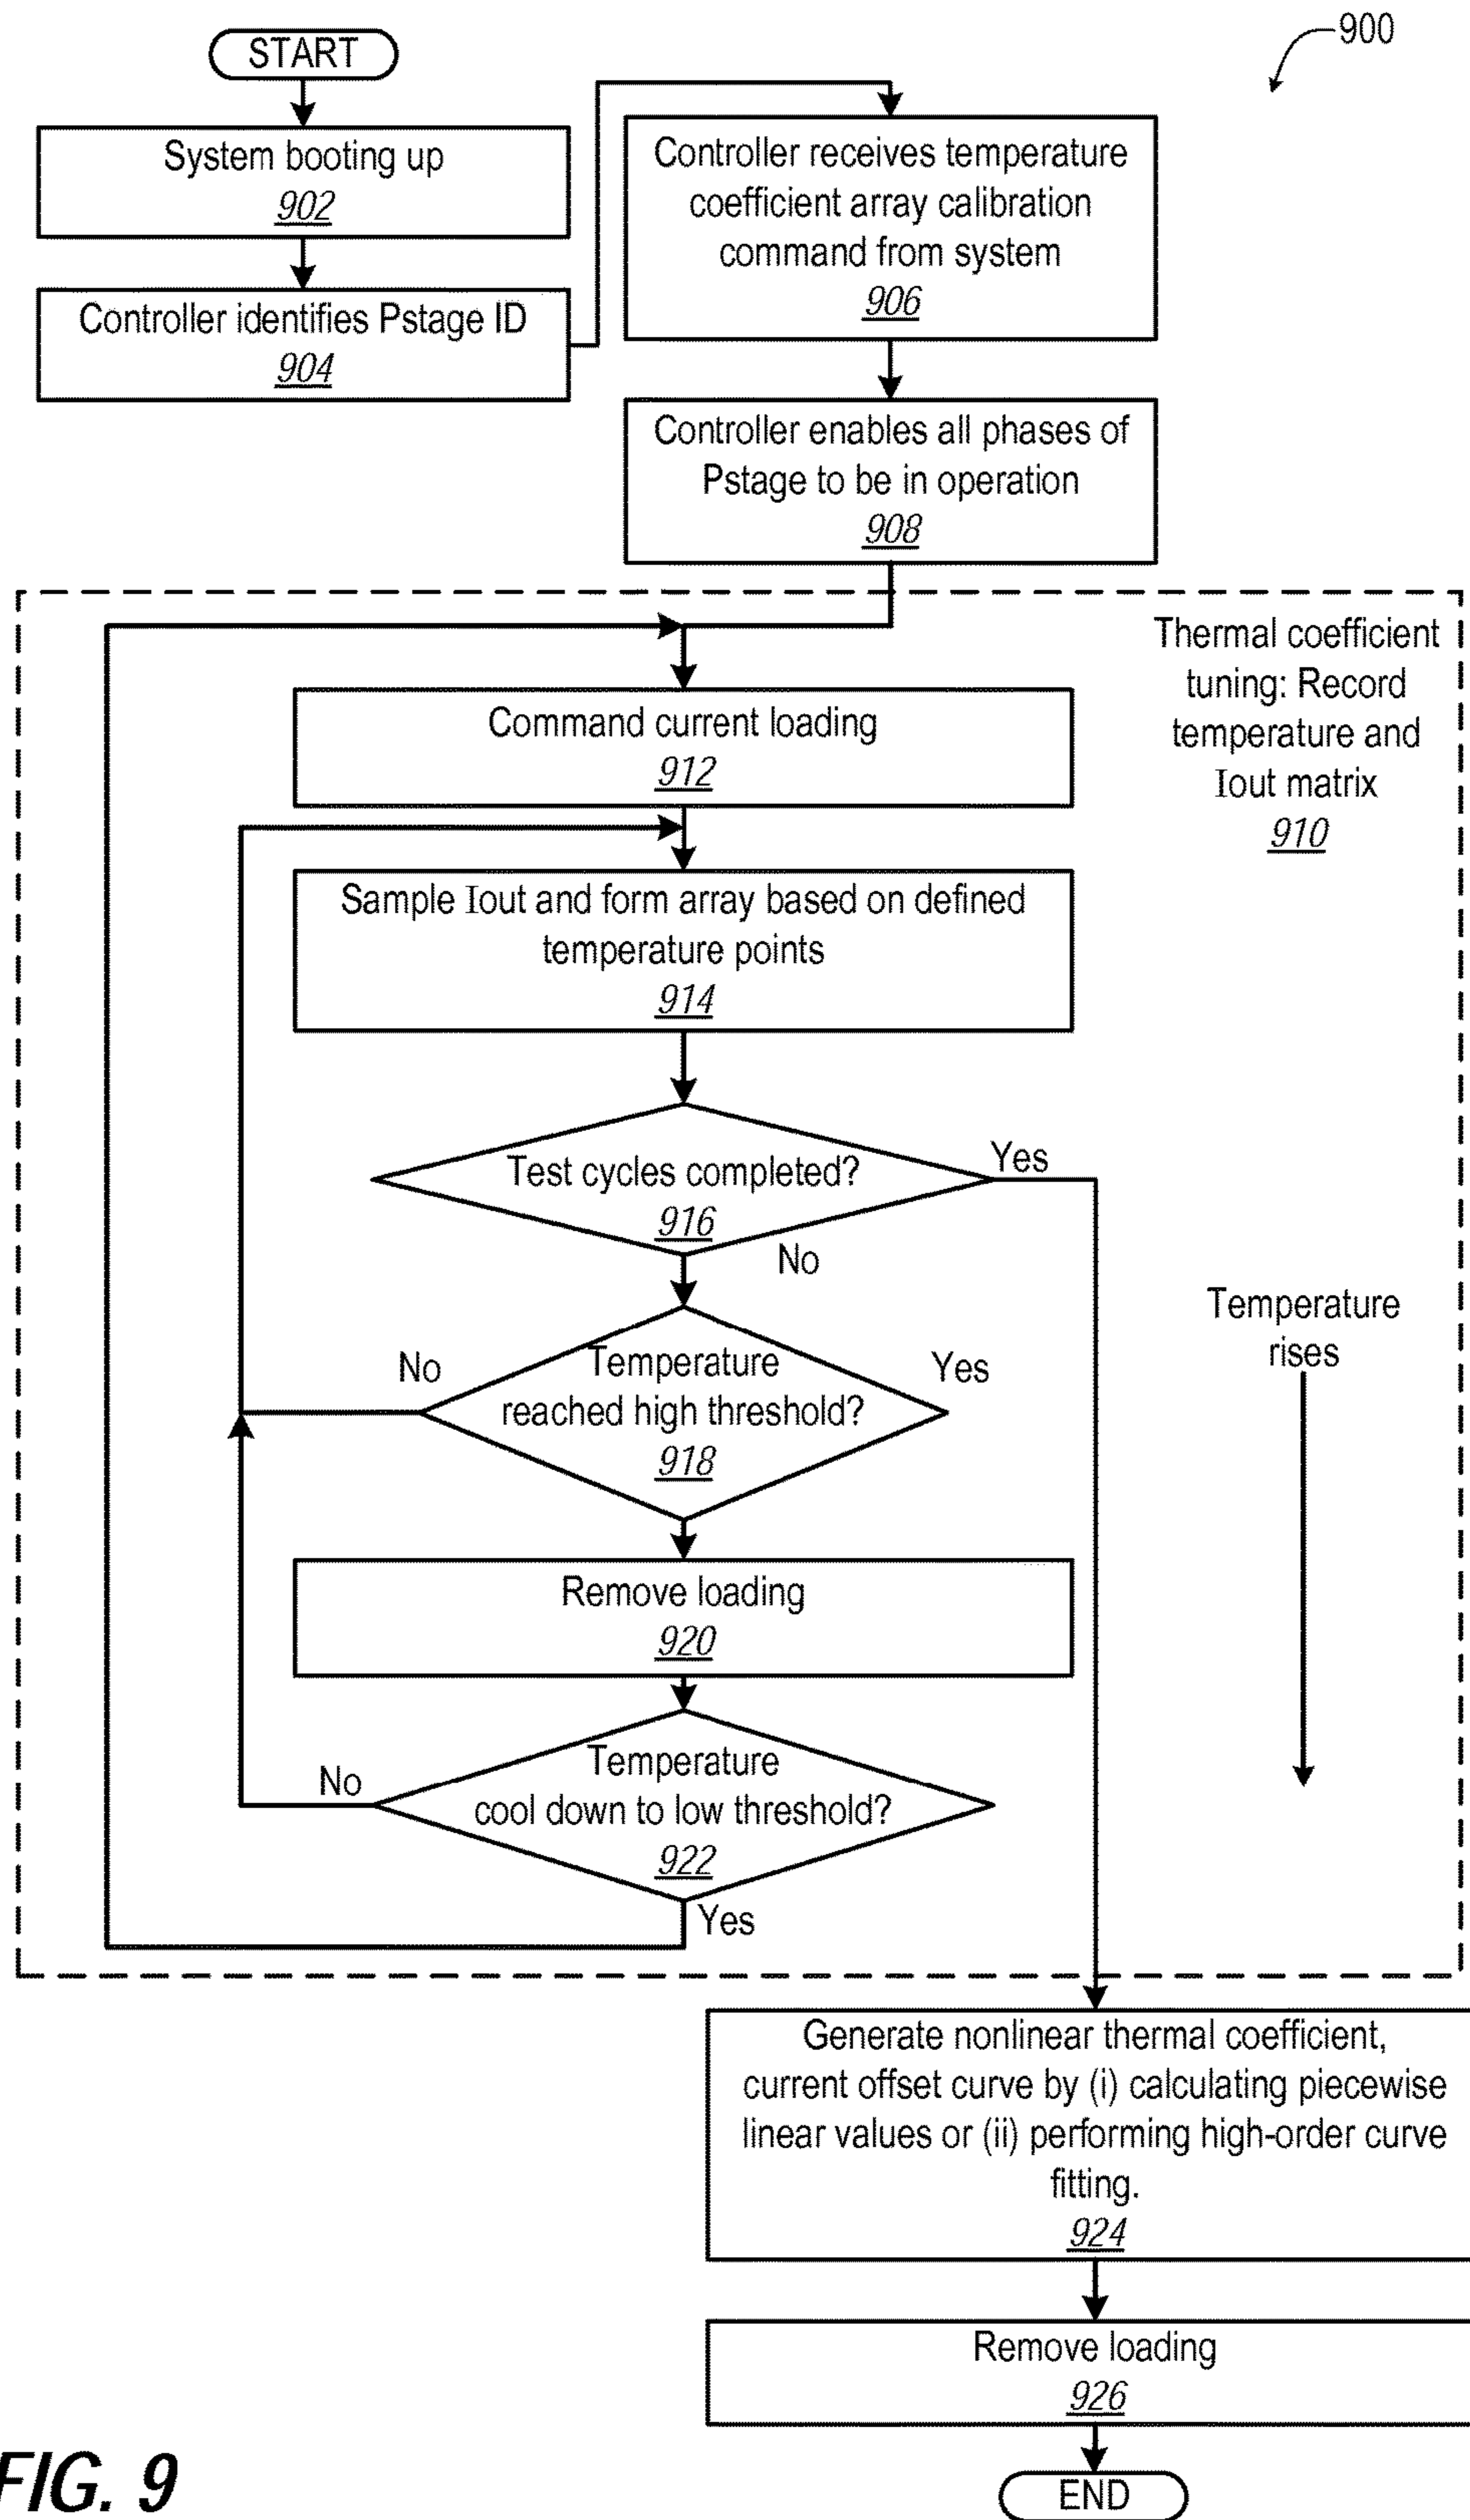 900
START
System booting up
902
Controller identifies Pstage ID
904
Controller receives temperature
coefficient array calibration
command from system
906
Controller enables all phases of
Pstage to be in operation
908
Thermal coefficient
tuning: Record
temperature and
Iout matrix
910
Command current loading
912
Sample Iout and form array based on defined
temperature points
914
Test cycles completed?
916
Yes
No
Temperature
reached high threshold?
918
No
Yes
Temperature
rises
Remove loading
920
Temperature
cool down to low threshold?
922
No
Yes
Generate nonlinear thermal coefficient,
current offset curve by (i) calculating piecewise
linear values or (ii) performing high-order curve
fitting.
924
Remove loading
926
END
FIG. 9